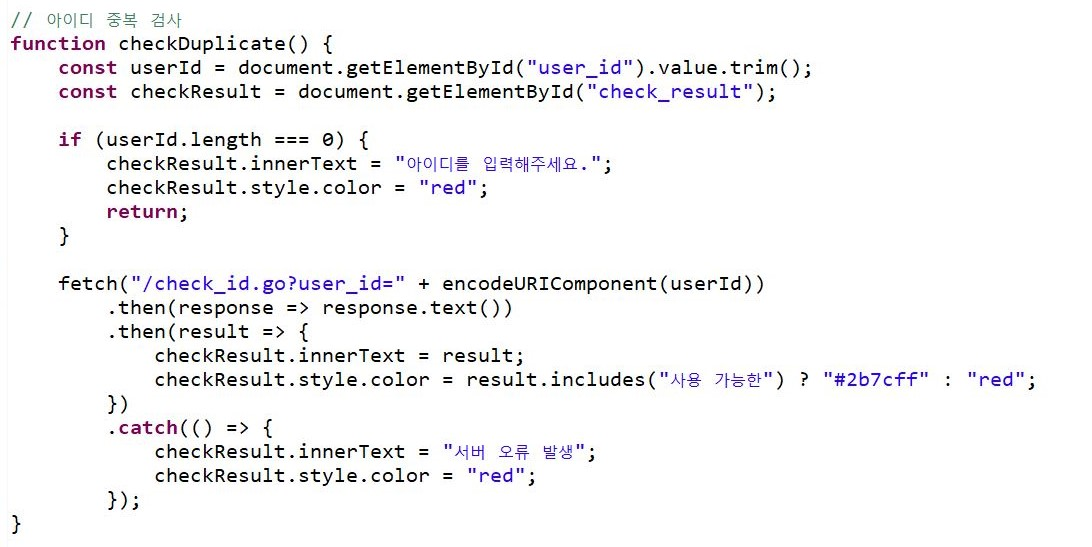 // 아이디 중복 검사
function checkDuplicate() {
    const userId = document.getElementById("user_id").value.trim();
    const checkResult = document.getElementById("check_result");

    if (userId.length === 0) {
        checkResult.innerText = "아이디를 입력해주세요.";
        checkResult.style.color = "red";
        return;
    }

    fetch("/check_id.go?user_id=" + encodeURIComponent(userId))
        .then(response => response.text())
        .then(result => {
            checkResult.innerText = result;
            checkResult.style.color = result.includes("사용 가능한") ? "#2b7cff" : "red";
        })
        .catch(() => {
            checkResult.innerText = "서버 오류 발생";
            checkResult.style.color = "red";
        });
}